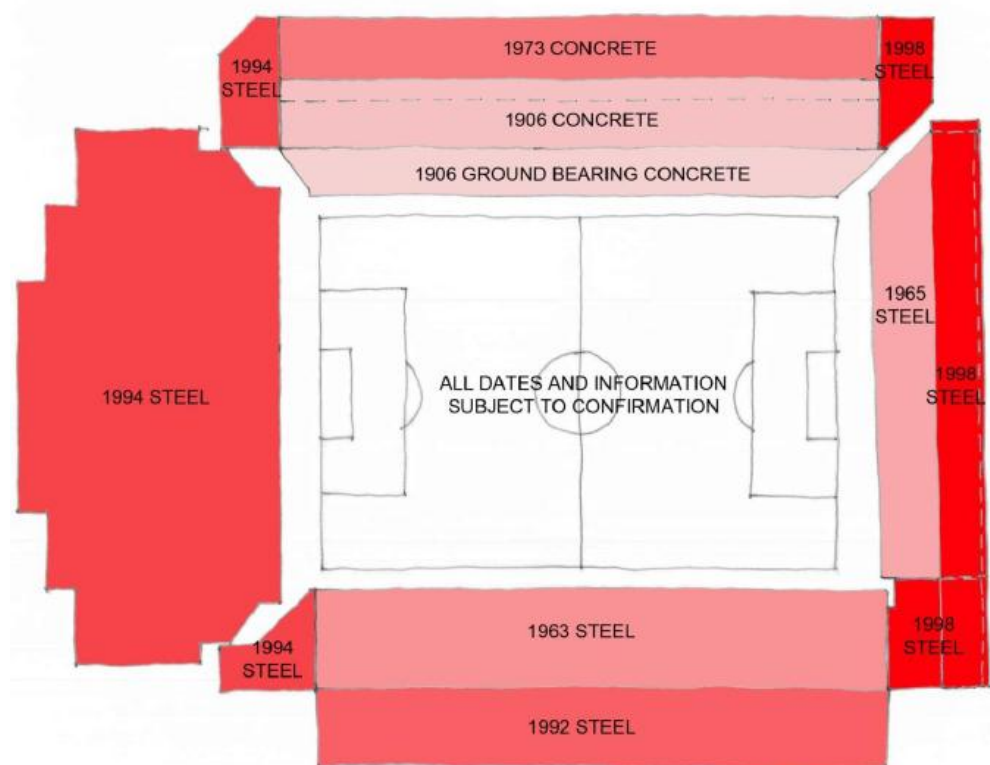 1973 CONCRETE
1994
STEEL
1998
STEEL
1906 CONCRETE
1906 GROUND BEARING CONCRETE
1965
STEEL
1994 STEEL
ALL DATES AND INFORMATION
SUBJECT TO CONFIRMATION
1998
STEEL
1963 STEEL
1994
STEEL
1998
STEEL
1992 STEEL